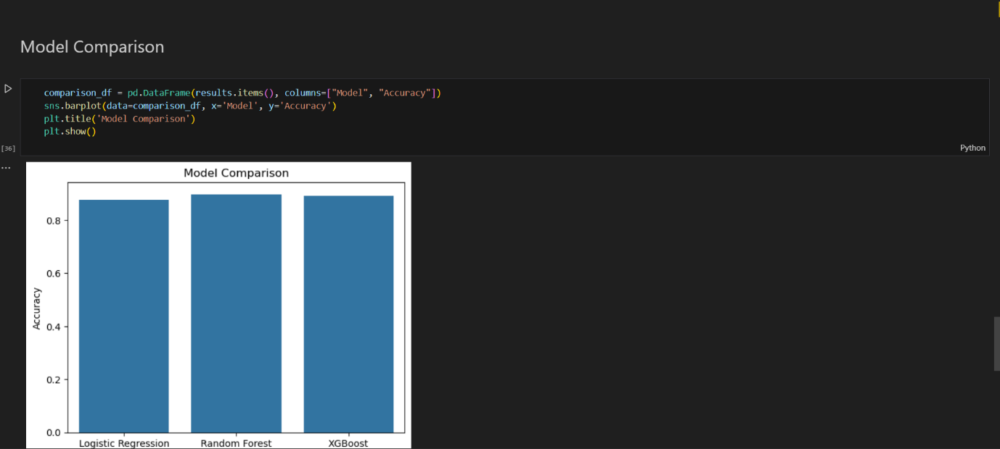 Model Comparison
comparison_df = pd.DataFrame(results.items(), columns=["Model", "Accuracy"])
sns.barplot(data=comparison_df, x='Model', y='Accuracy')
plt.title('Model Comparison')
plt.show()
[36]
Python
...
Model Comparison
0.8
0.6
0.4
0.2
0.0
Accuracy
Logistic Regression
Random Forest
XGBoost